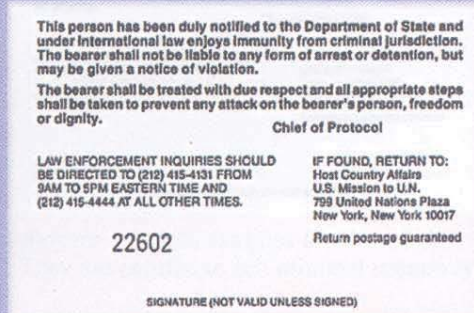 This person has been duly notified to the Department of State and
under international law enjoys immunity from criminal jurisdiction.
The bearer shall not be liable to any form of arrest or detention, but
may be given a notice of violation.
The bearer shall be treated with due respect and all appropriate steps
shall be taken to prevent any attack on the bearer's person, freedom
or dignity.
Chief of Protocol
LAW ENFORCEMENT INQUIRIES SHOULD
BE DIRECTED TO (212) 415-4131 FROM
9AM TO 5PM EASTERN TIME AND
(212) 415-4444 AT ALL OTHER TIMES.
22602
IF FOUND, RETURN TO:
Host Country Affairs
U.S. Mission to U.N.
799 United Nations Plaza
New York, New York 10017
Return postage guaranteed
SIGNATURE (NOT VALID UNLESS SIGNED)